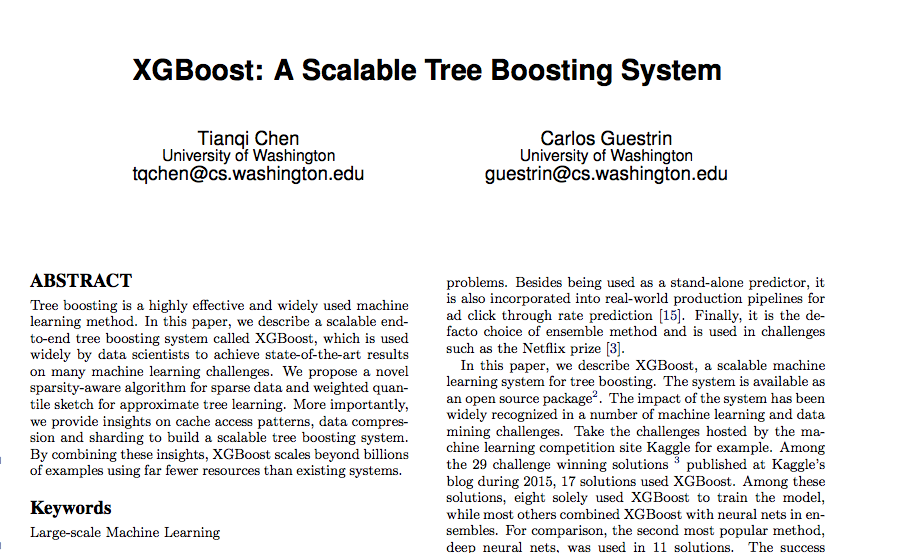 XGBoost: A Scalable Tree Boosting System
Tianqi Chen
University of Washington
tqchen@cs.washington.edu
Carlos Guestrin
University of Washington
guestrin@cs.washington.edu
ABSTRACT
Tree boosting is a highly effective and widely used machine
learning method. In this paper, we describe a scalable end-
to-end tree boosting system called XGBoost, which is used
widely by data scientists to achieve state-of-the-art results
on many machine learning challenges. We propose a novel
sparsity-aware algorithm for sparse data and weighted quan-
tile sketch for approximate tree learning. More importantly,
we provide insights on cache access patterns, data compres-
sion and sharding to build a scalable tree boosting system.
By combining these insights, XGBoost scales beyond billions
of examples using far fewer resources than existing systems.
Keywords
Large-scale Machine Learning
problems. Besides being used as a stand-alone predictor, it
is also incorporated into real-world production pipelines for
ad click through rate prediction [15]. Finally, it is the de-
facto choice of ensemble method and is used in challenges
such as the Netflix prize [3].
In this paper, we describe XGBoost, a scalable machine
learning system for tree boosting. The system is available as
an open source package². The impact of the system has been
widely recognized in a number of machine learning and data
mining challenges. Take the challenges hosted by the ma-
chine learning competition site Kaggle for example. Among
the 29 challenge winning solutions ³ published at Kaggle's
blog during 2015, 17 solutions used XGBoost. Among these
solutions, eight solely used XGBoost to train the model,
while most others combined XGBoost with neural nets in en-
sembles. For comparison, the second most popular method,
deep neural nets, was used in 11 solutions. The success